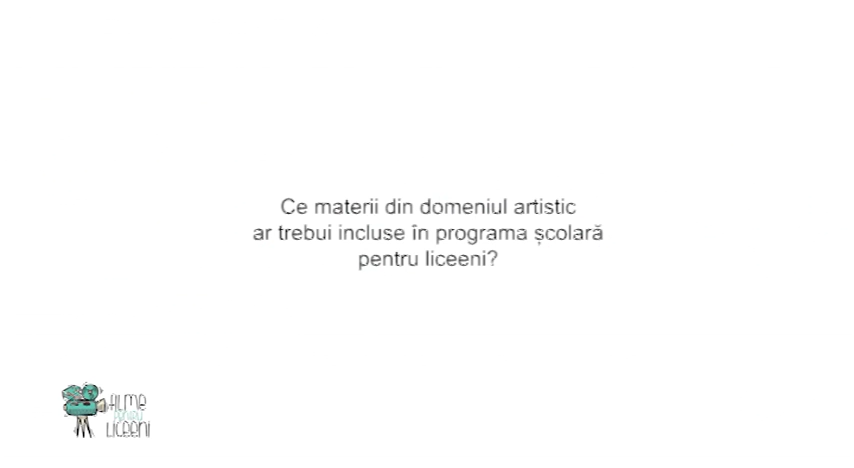 Ce materii din domeniul artistic
ar trebui incluse în programa școlară
pentru liceeni?
FILME
PENTRU
LICEENI